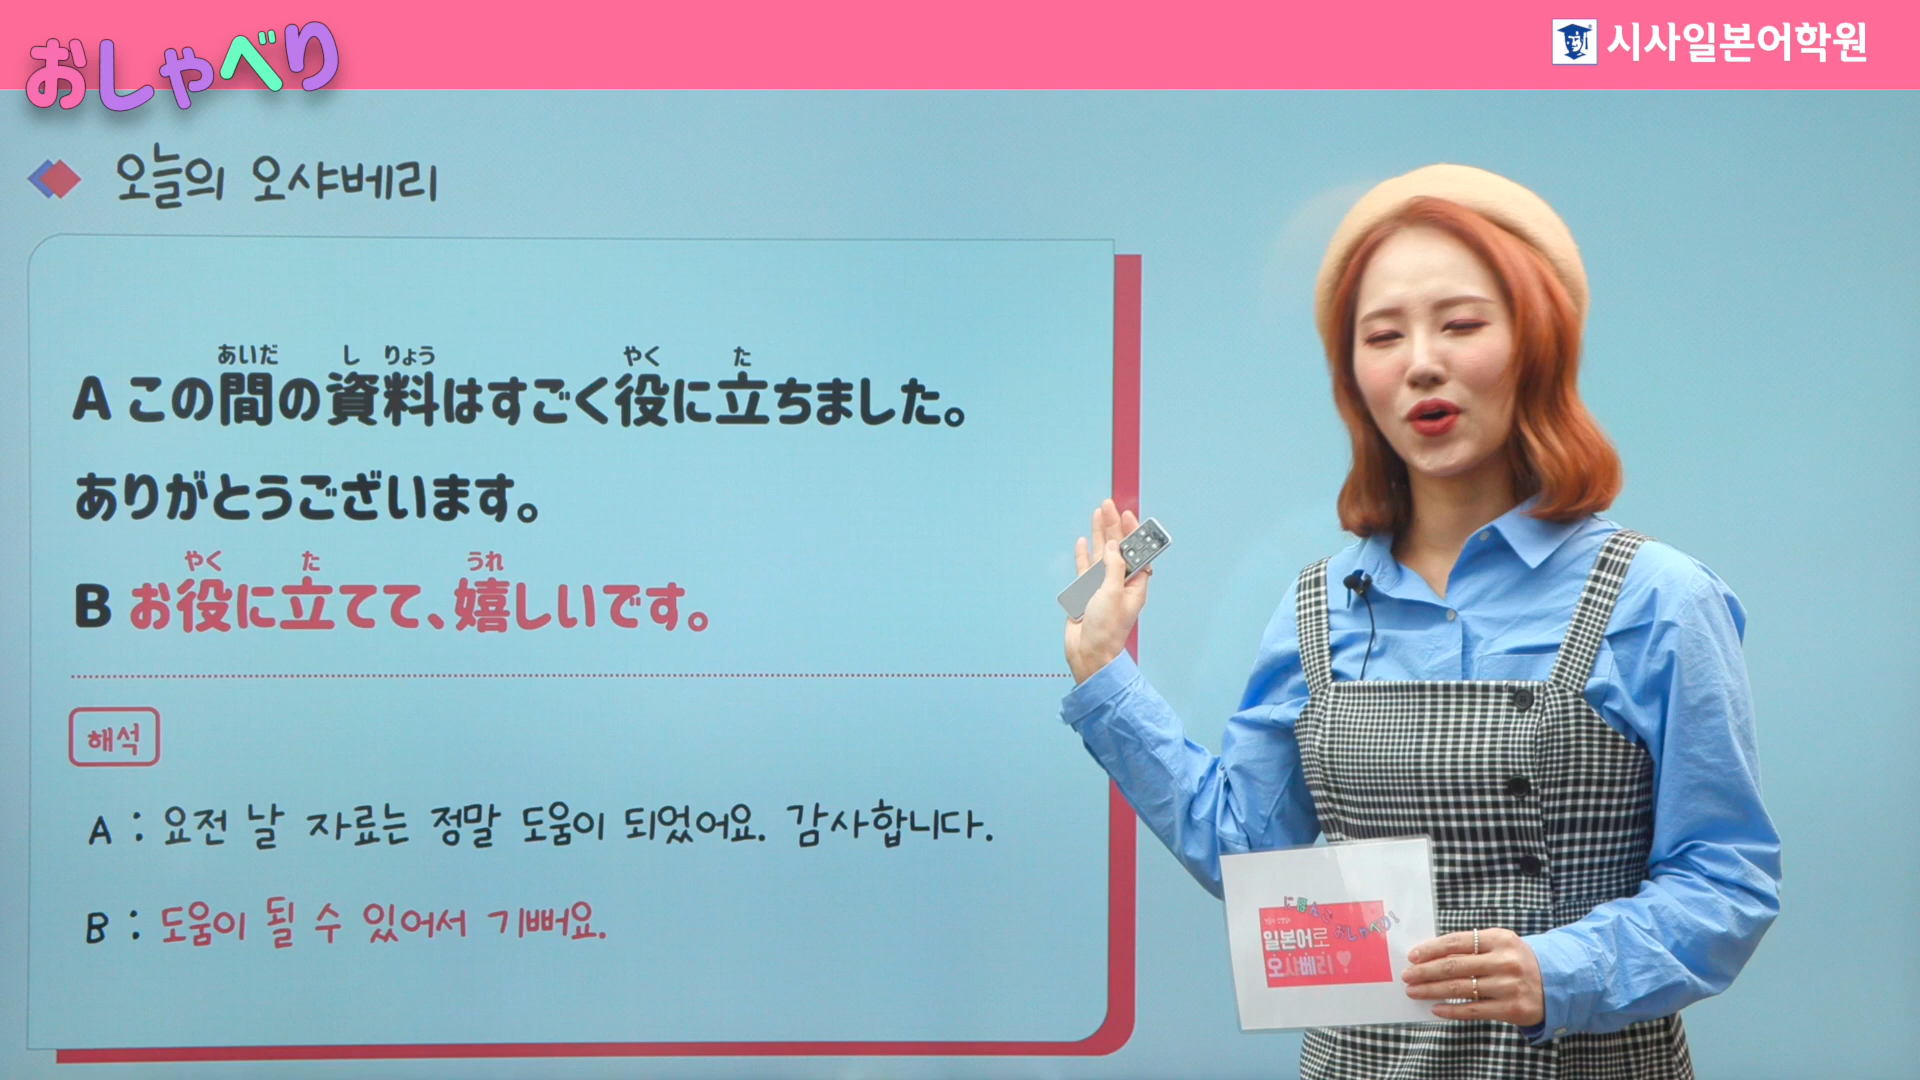 おしゃべり
시사일본어학원
오늘의 오샤베리
あいだ し りょう やく た
A この間の資料はすごく役に立ちました。
ありがとうございます。
やく た うれ
B お役に立てて、嬉しいです。
해석
A : 요전 날 자료는 정말 도움이 되었어요. 감사합니다.
B : 도움이 될 수 있어서 기뻐요.
일본어로 おしゃべり!
오샤베리